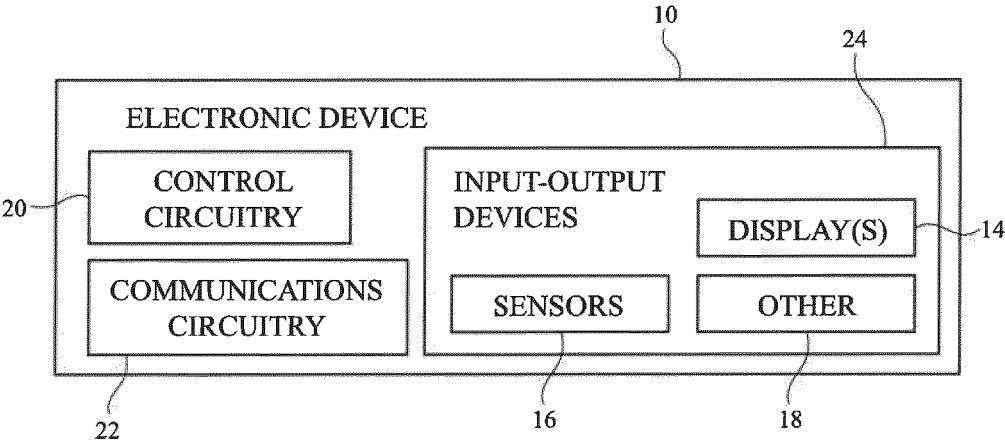 10
24
ELECTRONIC DEVICE
CONTROL
CIRCUITRY
20
INPUT-OUTPUT
DEVICES
DISPLAY(S)
14
COMMUNICATIONS
CIRCUITRY
SENSORS
OTHER
22
16
18